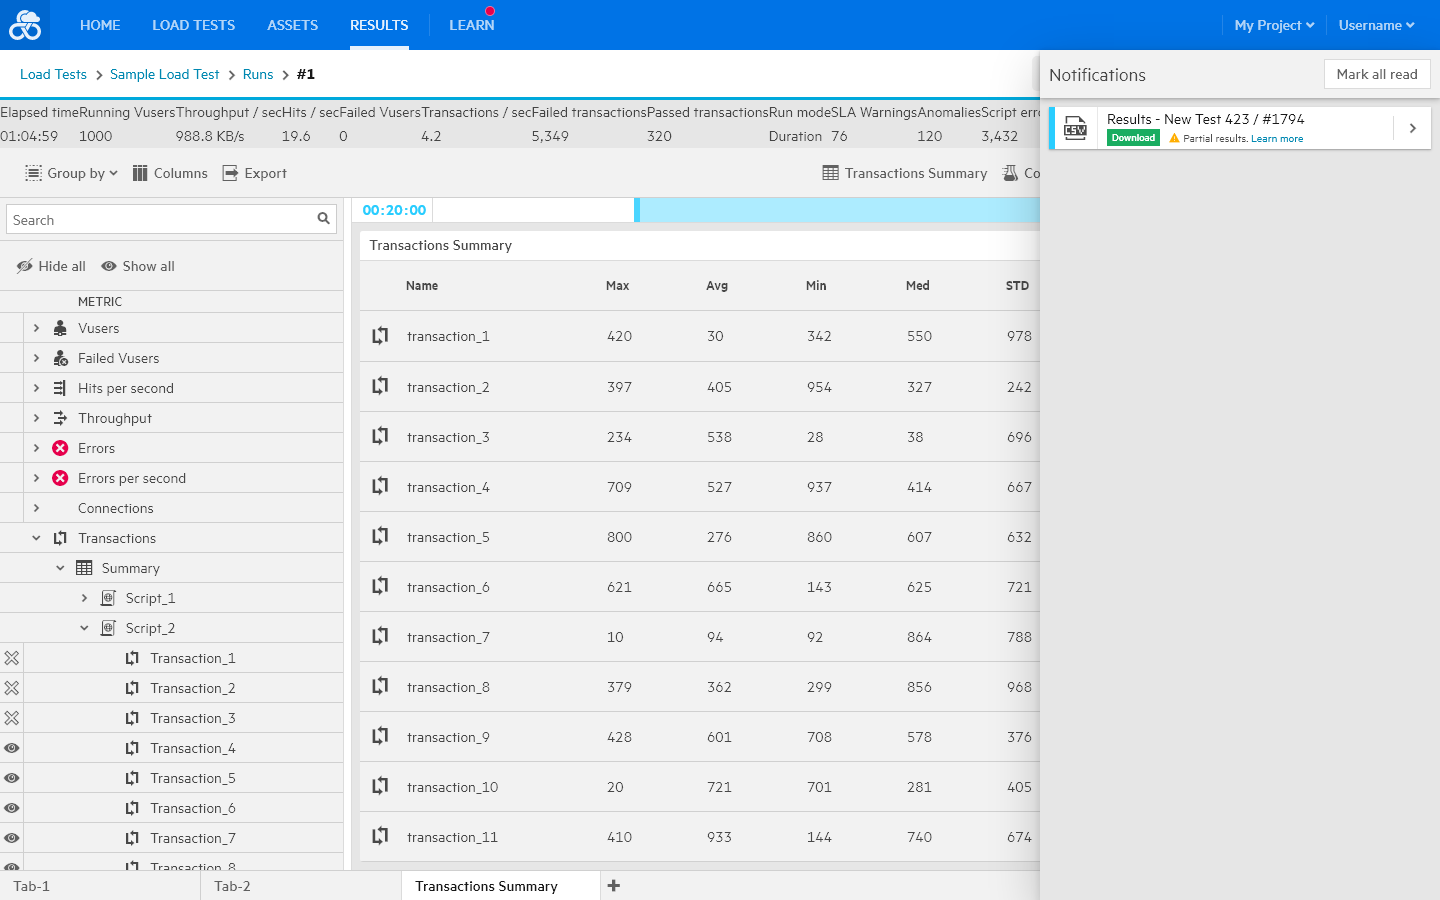 HOME LOAD TESTS ASSETS RESULTS LEARN My Project Username
Load Tests > Sample Load Test > Runs > #1
Notifications Mark all read
Elapsed time Running Vusers Throughput / sec Hits / sec Failed Vusers Transactions / sec Failed transactions Passed transactions Run mode SLA Warnings Anomalies Script erro
01:04:59 1000 988.8 KB/s 19.6 0 4.2 5,349 320 Duration 76 120 3,432
CSV
Results - New Test 423 / #1794
Download Partial results. Learn more
Group by Columns Export Transactions Summary Co
Search
00:20:00
Hide all Show all
METRIC
Vusers
Failed Vusers
Hits per second
Throughput
Errors
Errors per second
Connections
Transactions
Summary
Script_1
Script_2
Transaction_1
Transaction_2
Transaction_3
Transaction_4
Transaction_5
Transaction_6
Transaction_7
Transaction_8
Transactions Summary
Name Max Avg Min Med STD
transaction_1 420 30 342 550 978
transaction_2 397 405 954 327 242
transaction_3 234 538 28 38 696
transaction_4 709 527 937 414 667
transaction_5 800 276 860 607 632
transaction_6 621 665 143 625 721
transaction_7 10 94 92 864 788
transaction_8 379 362 299 856 968
transaction_9 428 601 708 578 376
transaction_10 20 721 701 281 405
transaction_11 410 933 144 740 674
Tab-1 Tab-2 Transactions Summary +